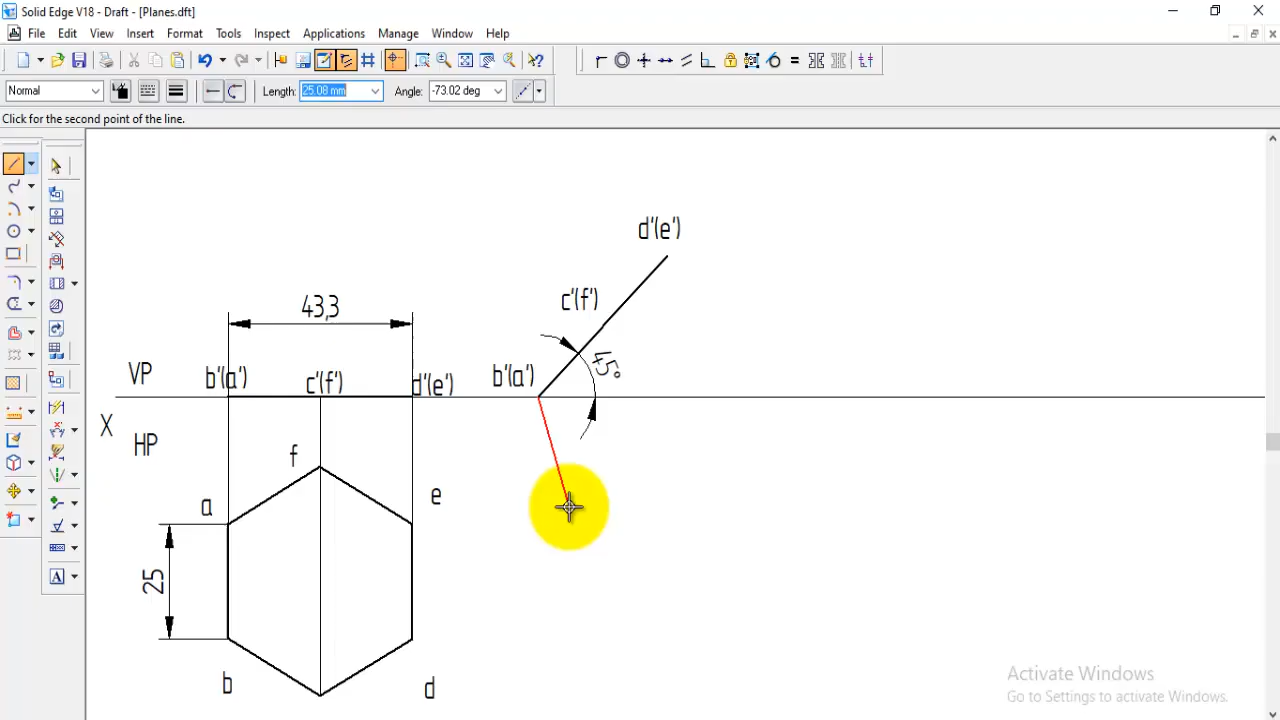 Solid Edge V18 - Draft - [Planes.dft]
File Edit View Insert Format Tools Inspect Applications Manage Window Help
Normal Length: 25.08 mm Angle: -73.02 deg
Click for the second point of the line.
d'(e')
c'(f')
43,3
45°
VP b'(a') c'(f') d'(e') b'(a')
X
HP
f
a e
25
b d
A
Activate Windows
Go to Settings to activate Windows.